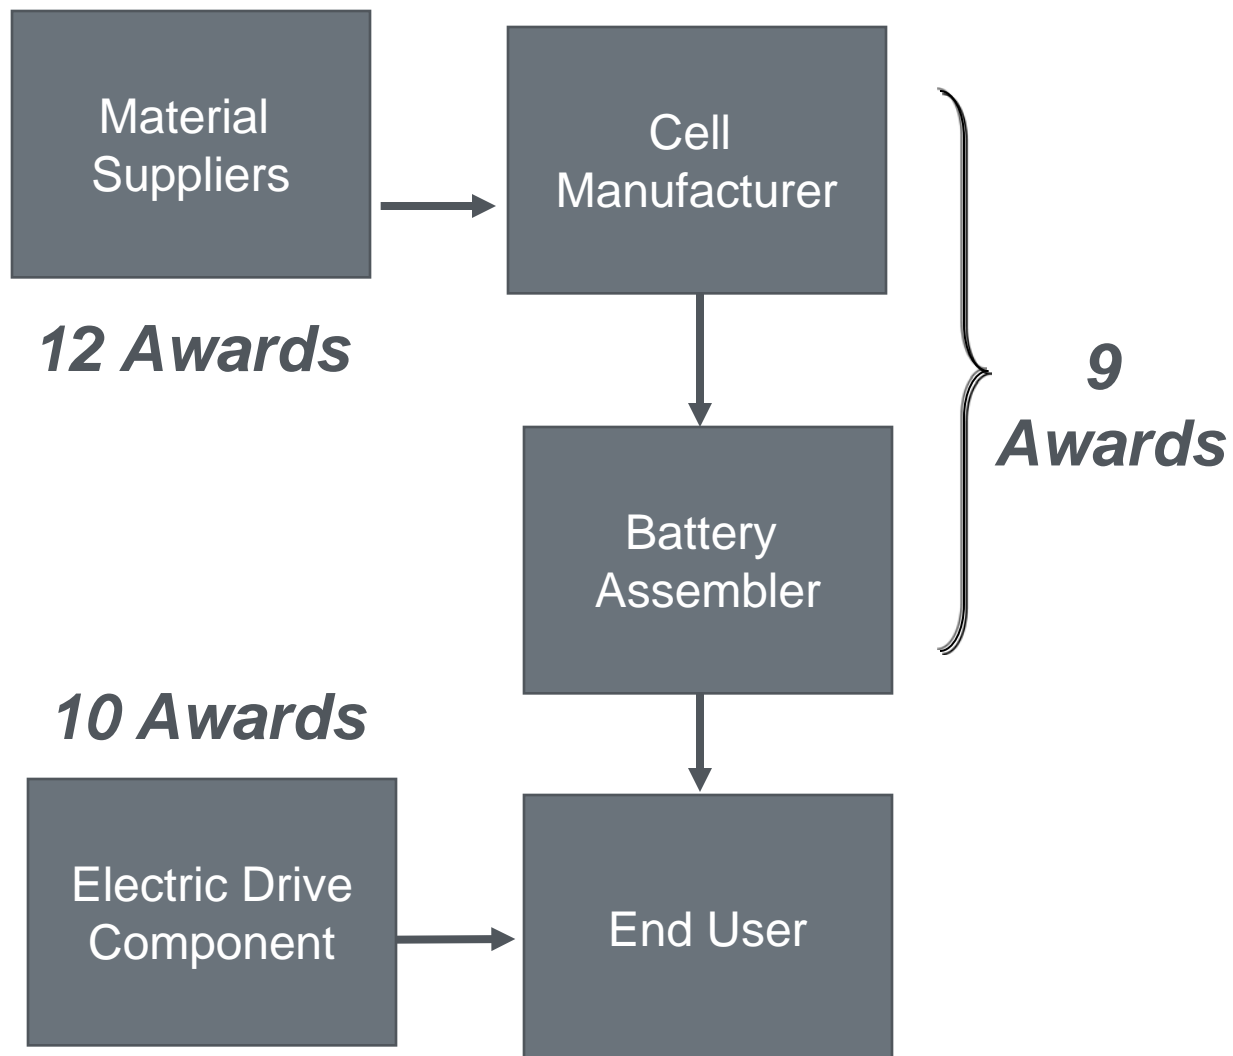 Material
Suppliers
Cell
Manufacturer
12 Awards
9
Awards
Battery
Assembler
10 Awards
Electric Drive
Component
End User